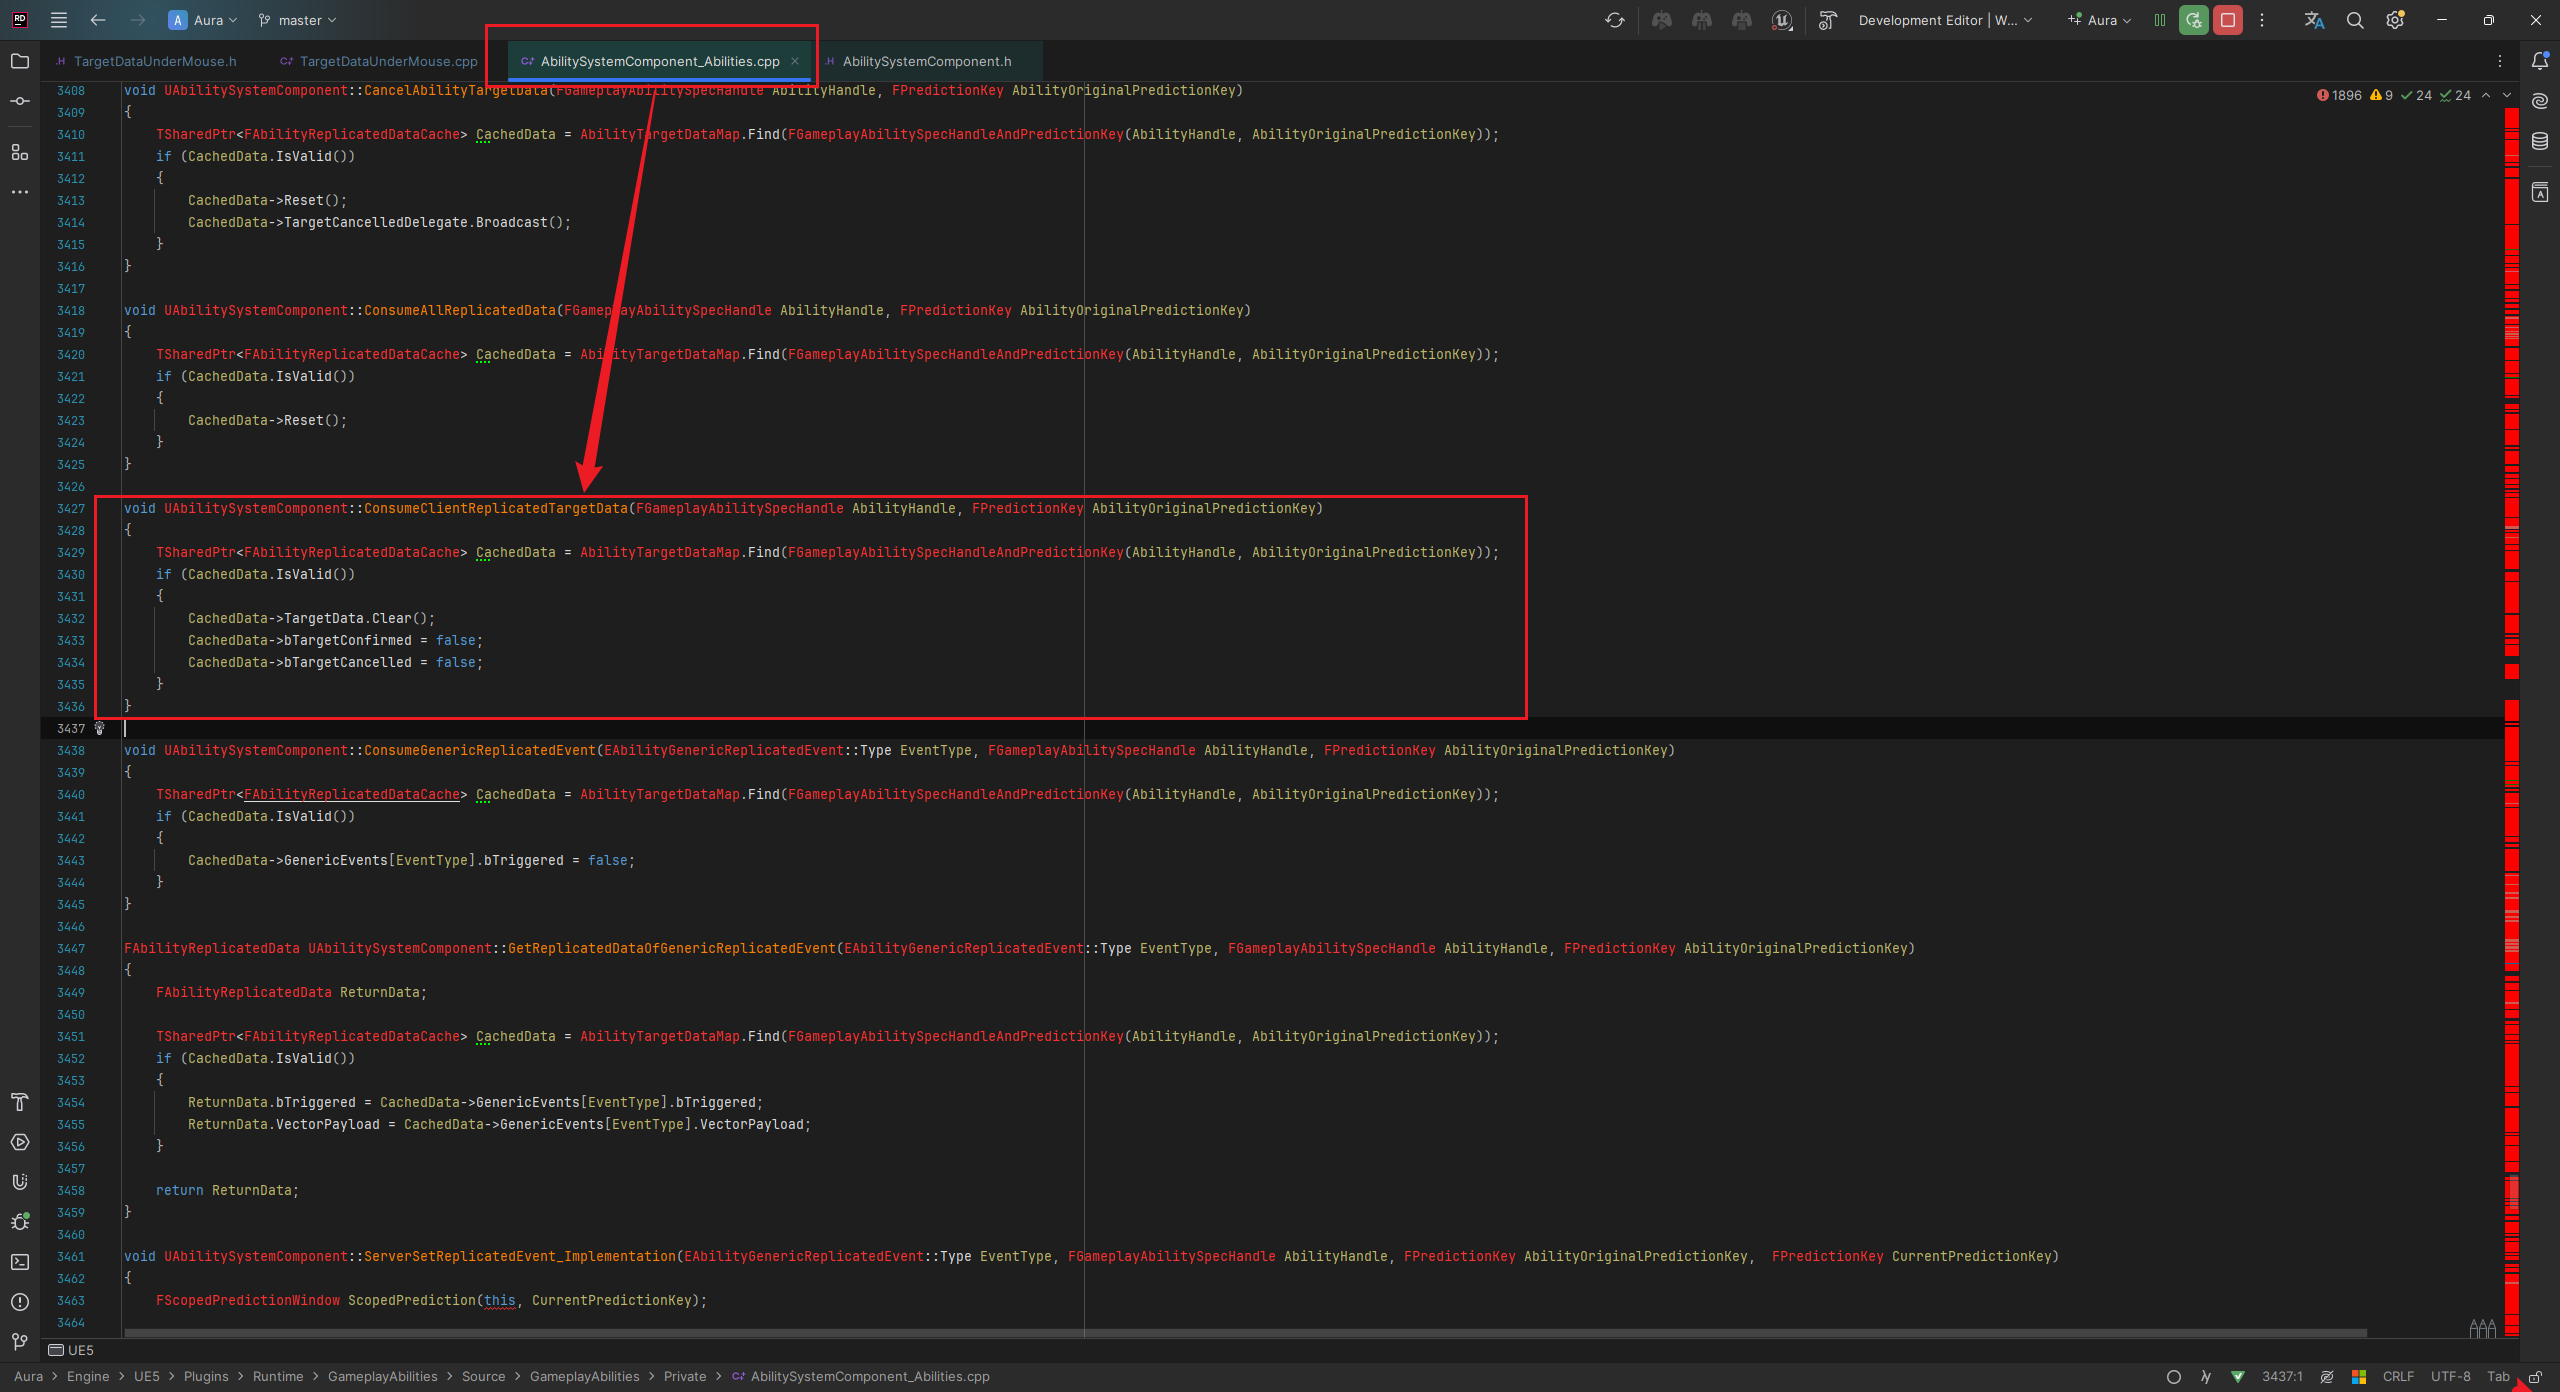 RD A Aura master Development Editor | W... Aura
TargetDataUnderMouse.h TargetDataUnderMouse.cpp AbilitySystemComponent_Abilities.cpp AbilitySystemComponent.h
1896 9 24 24
3408 void UAbilitySystemComponent::CancelAbilityTargetData(FGameplayAbilitySpecHandle AbilityHandle, FPredictionKey AbilityOriginalPredictionKey)
3409 {
3410 TSharedPtr<FAbilityReplicatedDataCache> CachedData = AbilityTargetDataMap.Find(FGameplayAbilitySpecHandleAndPredictionKey(AbilityHandle, AbilityOriginalPredictionKey));
3411 if (CachedData.IsValid())
3412 {
3413 CachedData->Reset();
3414 CachedData->TargetCancelledDelegate.Broadcast();
3415 }
3416 }
3417
3418 void UAbilitySystemComponent::ConsumeAllReplicatedData(FGameplayAbilitySpecHandle AbilityHandle, FPredictionKey AbilityOriginalPredictionKey)
3419 {
3420 TSharedPtr<FAbilityReplicatedDataCache> CachedData = AbilityTargetDataMap.Find(FGameplayAbilitySpecHandleAndPredictionKey(AbilityHandle, AbilityOriginalPredictionKey));
3421 if (CachedData.IsValid())
3422 {
3423 CachedData->Reset();
3424 }
3425 }
3426
3427 void UAbilitySystemComponent::ConsumeClientReplicatedTargetData(FGameplayAbilitySpecHandle AbilityHandle, FPredictionKey AbilityOriginalPredictionKey)
3428 {
3429 TSharedPtr<FAbilityReplicatedDataCache> CachedData = AbilityTargetDataMap.Find(FGameplayAbilitySpecHandleAndPredictionKey(AbilityHandle, AbilityOriginalPredictionKey));
3430 if (CachedData.IsValid())
3431 {
3432 CachedData->TargetData.Clear();
3433 CachedData->bTargetConfirmed = false;
3434 CachedData->bTargetCancelled = false;
3435 }
3436 }
3437
3438 void UAbilitySystemComponent::ConsumeGenericReplicatedEvent(EAbilityGenericReplicatedEvent::Type EventType, FGameplayAbilitySpecHandle AbilityHandle, FPredictionKey AbilityOriginalPredictionKey)
3439 {
3440 TSharedPtr<FAbilityReplicatedDataCache> CachedData = AbilityTargetDataMap.Find(FGameplayAbilitySpecHandleAndPredictionKey(AbilityHandle, AbilityOriginalPredictionKey));
3441 if (CachedData.IsValid())
3442 {
3443 CachedData->GenericEvents[EventType].bTriggered = false;
3444 }
3445 }
3446
3447 FAbilityReplicatedData UAbilitySystemComponent::GetReplicatedDataOfGenericReplicatedEvent(EAbilityGenericReplicatedEvent::Type EventType, FGameplayAbilitySpecHandle AbilityHandle, FPredictionKey AbilityOriginalPredictionKey)
3448 {
3449 FAbilityReplicatedData ReturnData;
3450
3451 TSharedPtr<FAbilityReplicatedDataCache> CachedData = AbilityTargetDataMap.Find(FGameplayAbilitySpecHandleAndPredictionKey(AbilityHandle, AbilityOriginalPredictionKey));
3452 if (CachedData.IsValid())
3453 {
3454 ReturnData.bTriggered = CachedData->GenericEvents[EventType].bTriggered;
3455 ReturnData.VectorPayload = CachedData->GenericEvents[EventType].VectorPayload;
3456 }
3457
3458 return ReturnData;
3459 }
3460
3461 void UAbilitySystemComponent::ServerSetReplicatedEvent_Implementation(EAbilityGenericReplicatedEvent::Type EventType, FGameplayAbilitySpecHandle AbilityHandle, FPredictionKey AbilityOriginalPredictionKey, FPredictionKey CurrentPredictionKey)
3462 {
3463 FScopedPredictionWindow ScopedPrediction(this, CurrentPredictionKey);
3464
UE5
Aura > Engine > UE5 > Plugins > Runtime > GameplayAbilities > Source > GameplayAbilities > Private > AbilitySystemComponent_Abilities.cpp 3437:1 CRLF UTF-8 Tab